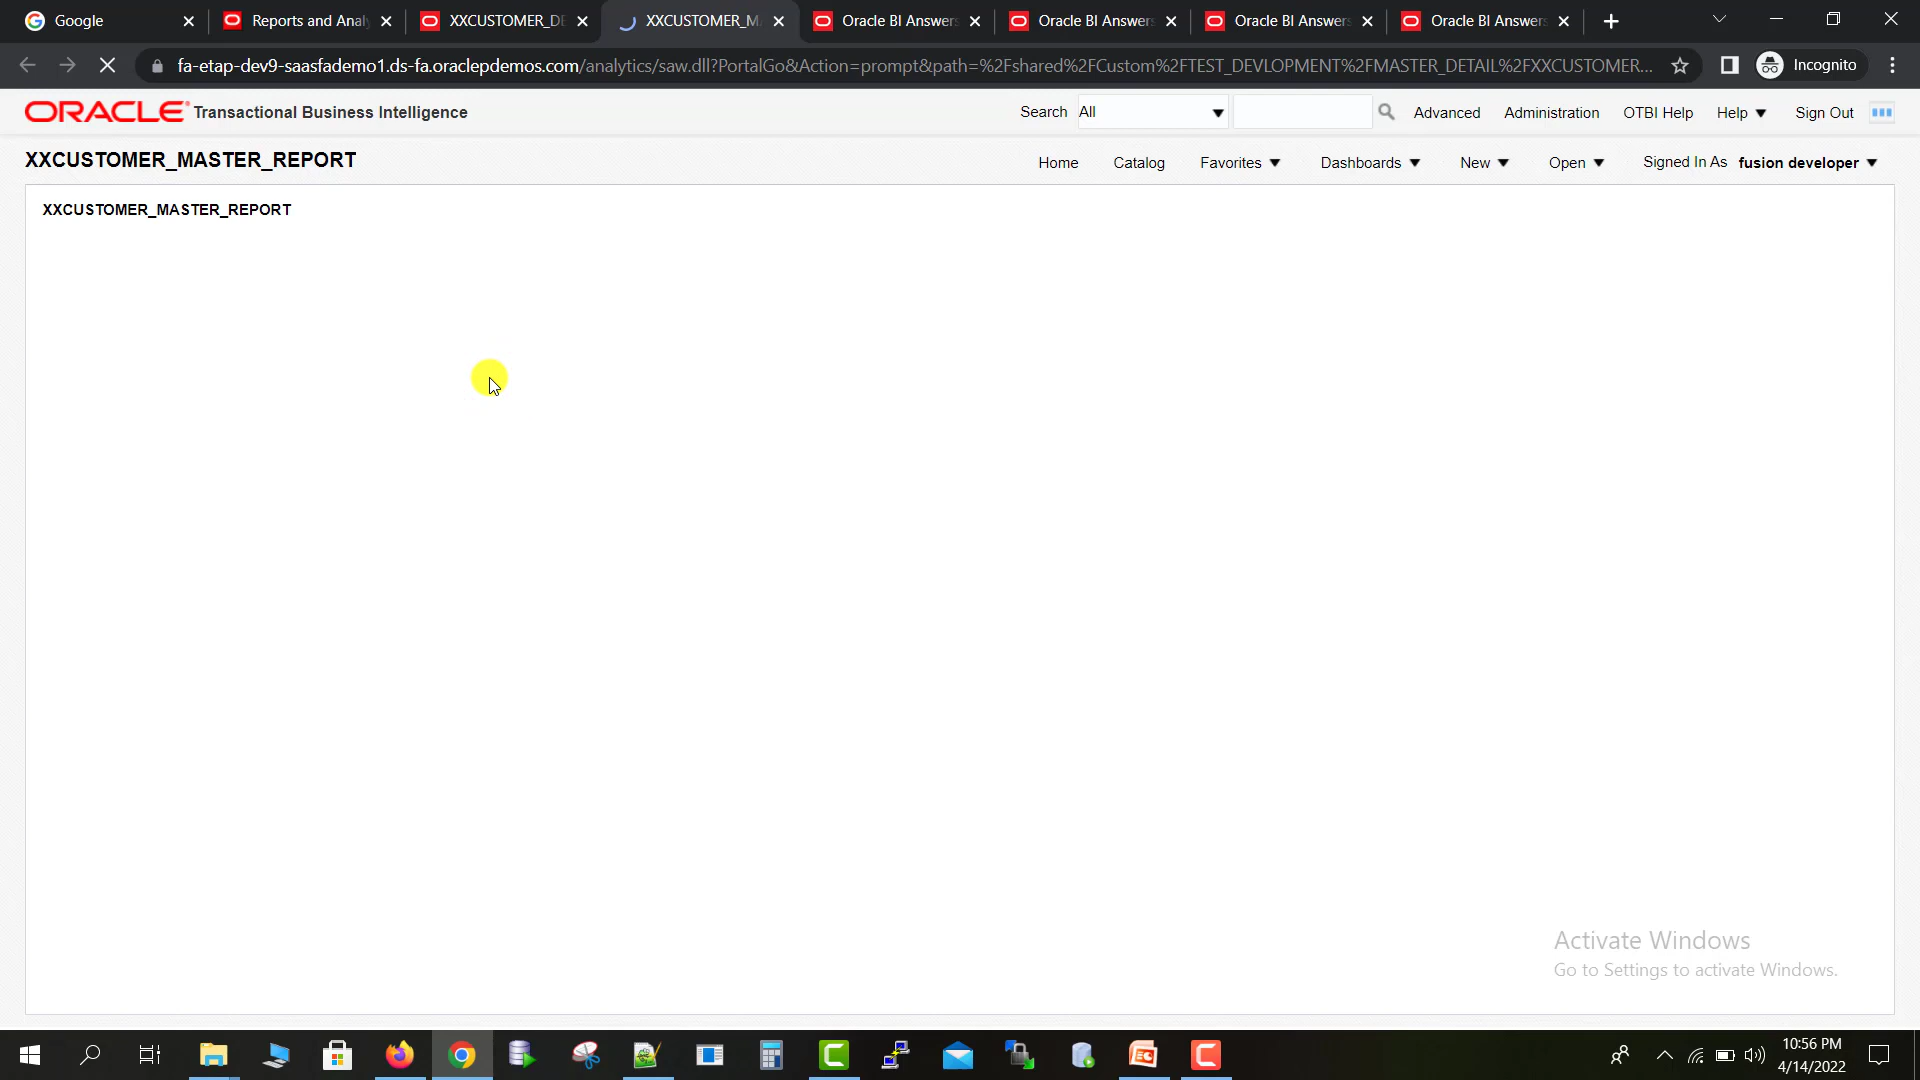 Google
Reports and Analy
XXCUSTOMER_DE
XXCUSTOMER_M
Oracle BI Answers
Oracle BI Answers
Oracle BI Answers
Oracle BI Answers
fa-etap-dev9-saasfademo1.ds-fa.oraclepdemos.com/analytics/saw.dll?PortalGo&Action=prompt&path=%2Fshared%2FCustom%2FTEST_DEVLOPMENT%2FMASTER_DETAIL%2FXXCUSTOMER...
Incognito
ORACLE Transactional Business Intelligence
Search All Advanced Administration OTBI Help Help Sign Out
XXCUSTOMER_MASTER_REPORT
Home Catalog Favorites Dashboards New Open Signed In As fusion developer
XXCUSTOMER_MASTER_REPORT
Activate Windows
Go to Settings to activate Windows.
10:56 PM
4/14/2022